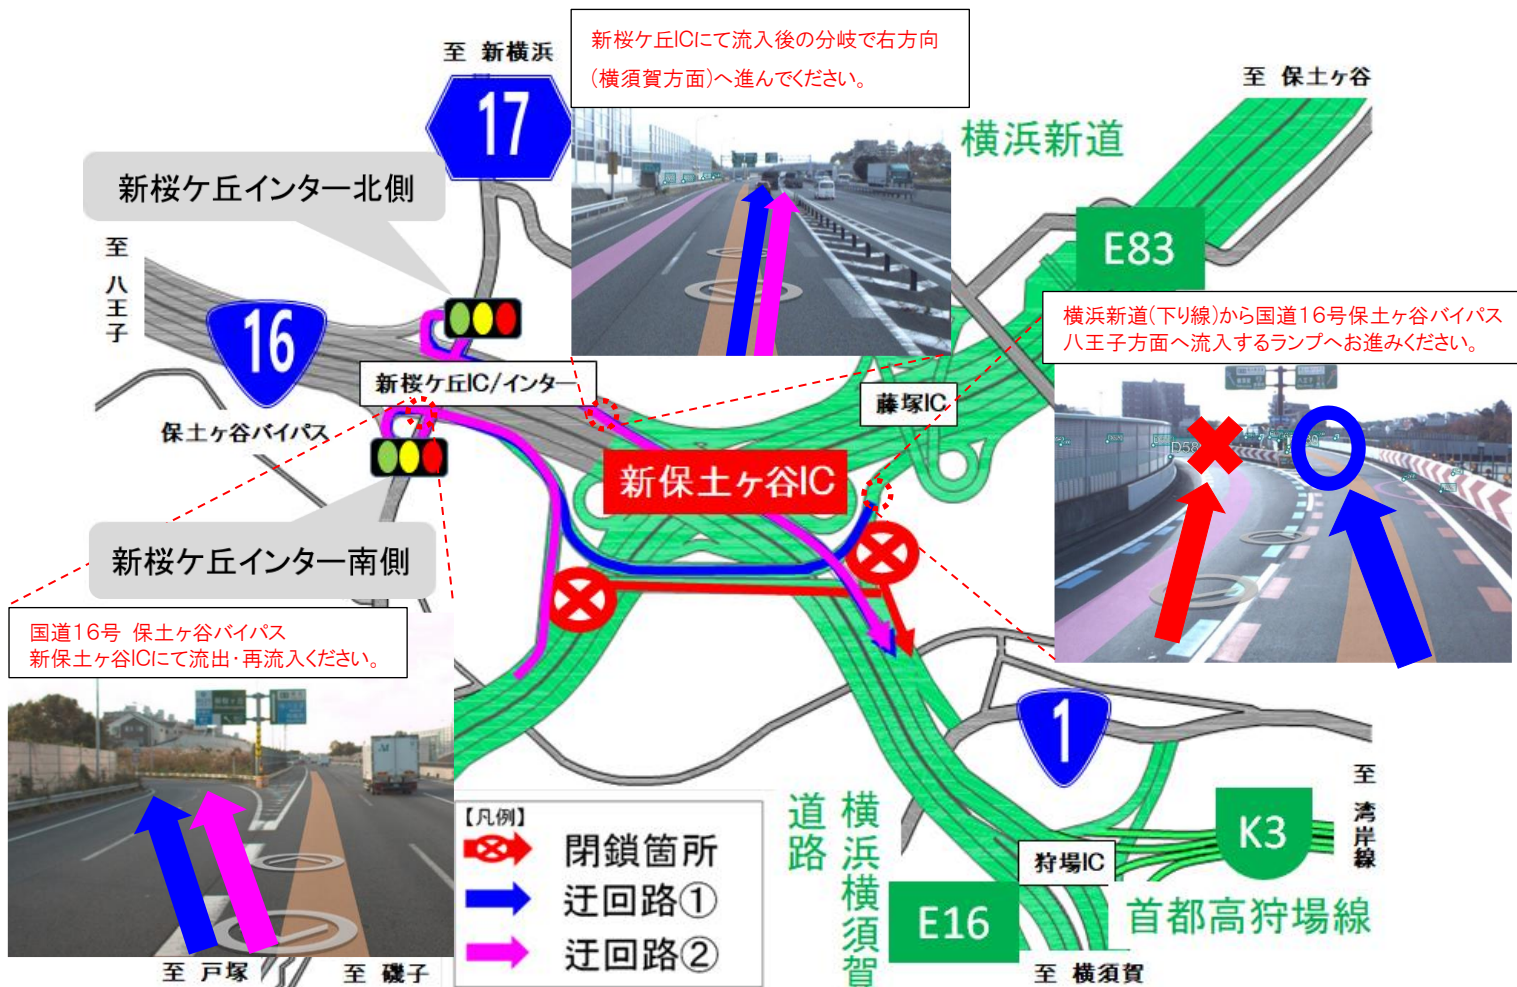 新桜ケ丘ICにて流入後の分岐で右方向
(横須賀方面)へ進んでください。
至 新横浜
17
至 保土ヶ谷
横浜新道
新桜ケ丘インター北側
E83
至 八王子
16
横浜新道(下り線)から国道16号保土ヶ谷バイパス
八王子方面へ流入するランプへお進みください。
新桜ケ丘IC/インター
藤塚IC
保土ヶ谷バイパス
新保土ヶ谷IC
新桜ケ丘インター南側
国道16号 保土ヶ谷バイパス
新保土ヶ谷ICにて流出・再流入ください。
1
【凡例】
閉鎖箇所
迂回路①
迂回路②
横浜横須賀
道路
至 湾岸線
K3
狩場IC
E16
首都高狩場線
至 戸塚
至 磯子
至 横須賀